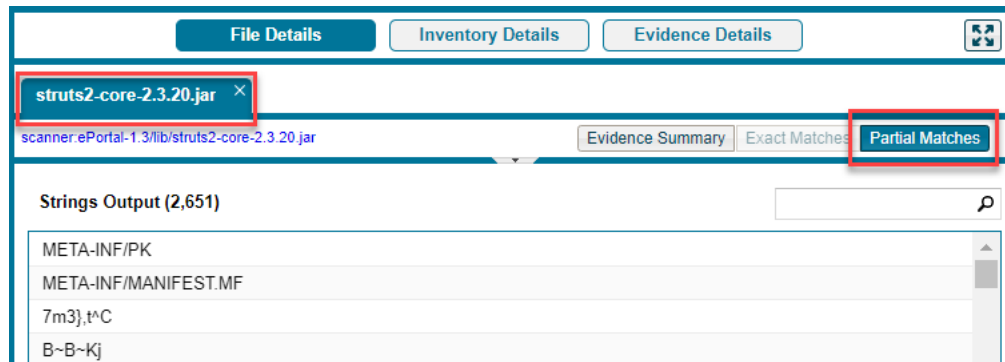 File Details Inventory Details Evidence Details
struts2-core-2.3.20.jar ×
scanner:ePortal-1.3/lib/struts2-core-2.3.20.jar Evidence Summary Exact Matches Partial Matches
Strings Output (2,651)
META-INF/PK
META-INF/MANIFEST.MF
7m3},t^C
B~B~Kj